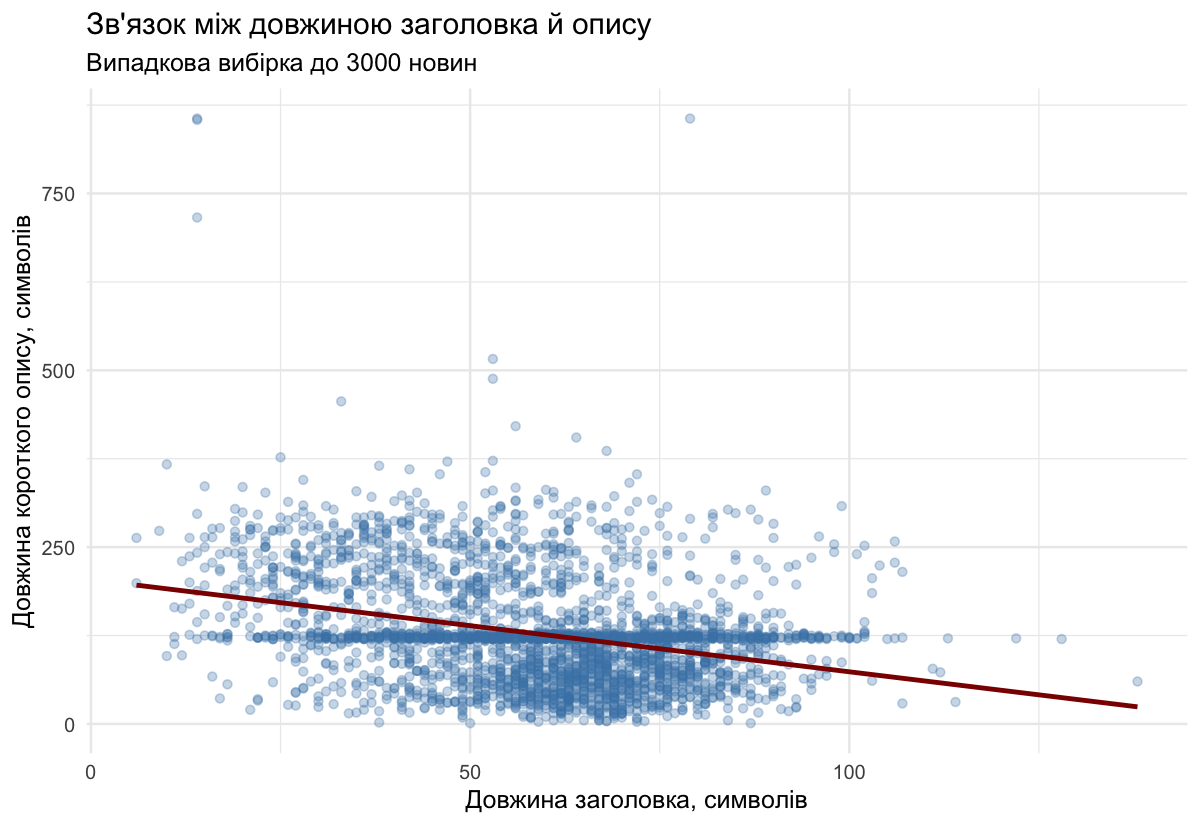 Зв'язок між довжиною заголовка й опису
Випадкова вибірка до 3000 новин
Довжина короткого опису, символів
750
500
250
0
0
50
100
Довжина заголовка, символів